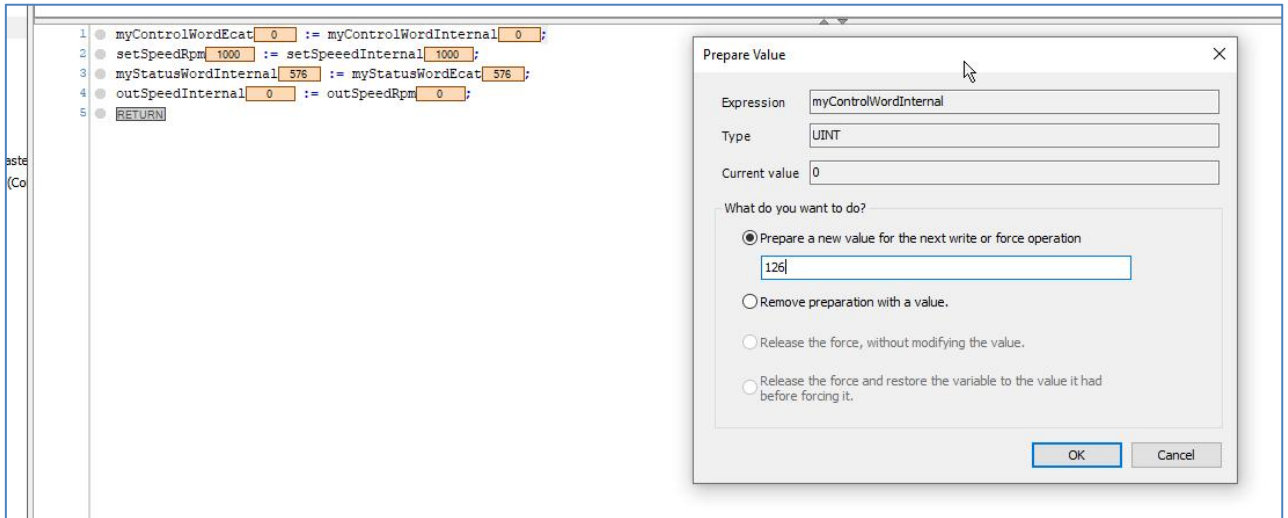 1 myControlWordEcat 0 := myControlWordInternal 0 ;
2 setSpeedRpm 1000 := setSpeeedInternal 1000 ;
3 myStatusWordInternal 576 := myStatusWordEcat 576 ;
4 outSpeedInternal 0 := outSpeedRpm 0 ;
5 RETURN
aste
(Co
Prepare Value
Expression myControlWordInternal
Type UINT
Current value 0
What do you want to do?
Prepare a new value for the next write or force operation
126
Remove preparation with a value.
Release the force, without modifying the value.
Release the force and restore the variable to the value it had
before forcing it.
OK Cancel